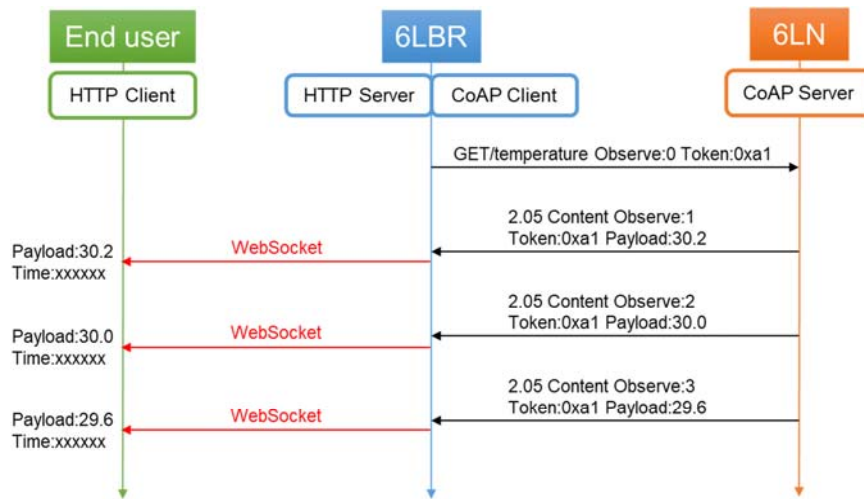 End user
6LBR
6LN
HTTP Client
HTTP Server
CoAP Client
CoAP Server
GET/temperature Observe:0 Token:0xa1
2.05 Content Observe:1
Token:0xa1 Payload:30.2
WebSocket
Payload:30.2
Time:xxxxxx
2.05 Content Observe:2
Token:0xa1 Payload:30.0
WebSocket
Payload:30.0
Time:xxxxxx
2.05 Content Observe:3
Token:0xa1 Payload:29.6
WebSocket
Payload:29.6
Time:xxxxxx